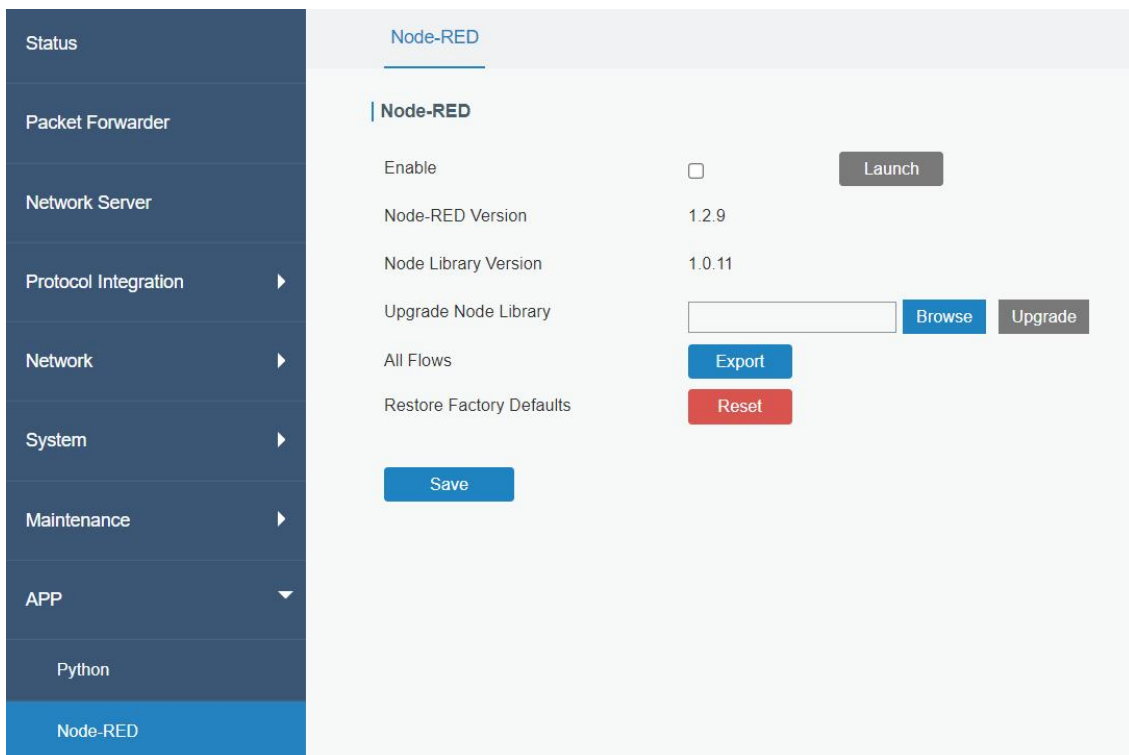 Status
Packet Forwarder
Network Server
Protocol Integration
Network
System
Maintenance
APP
Python
Node-RED
Node-RED
Node-RED
Enable Launch
Node-RED Version 1.2.9
Node Library Version 1.0.11
Upgrade Node Library Browse Upgrade
All Flows Export
Restore Factory Defaults Reset
Save